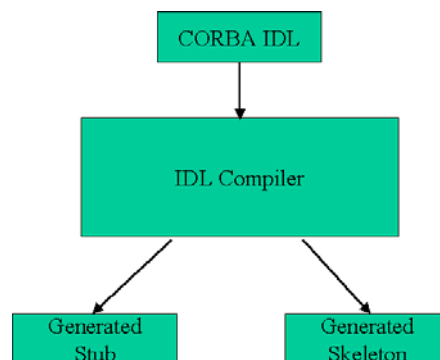 CORBA IDL
IDL Compiler
Generated
Stub
Generated
Skeleton